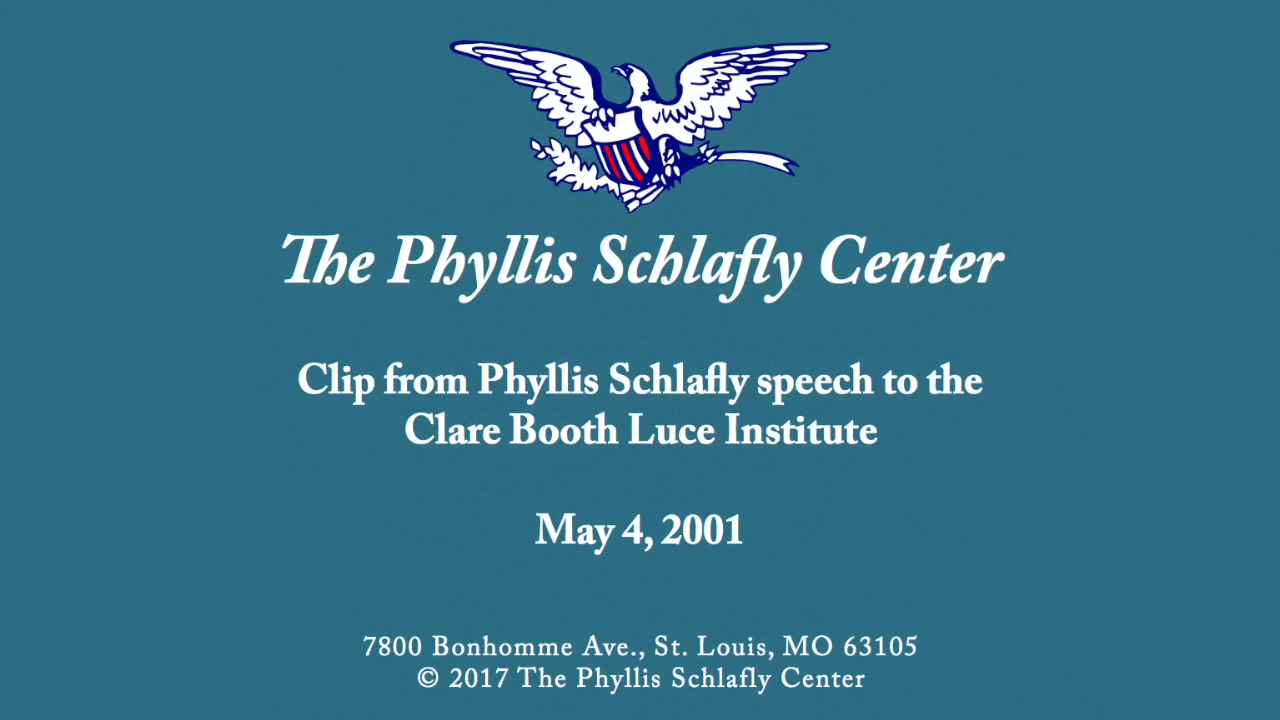 The Phyllis Schlafly Center
Clip from Phyllis Schlafly speech to the
Clare Booth Luce Institute
May 4, 2001
7800 Bonhomme Ave., St. Louis, MO 63105
© 2017 The Phyllis Schlafly Center